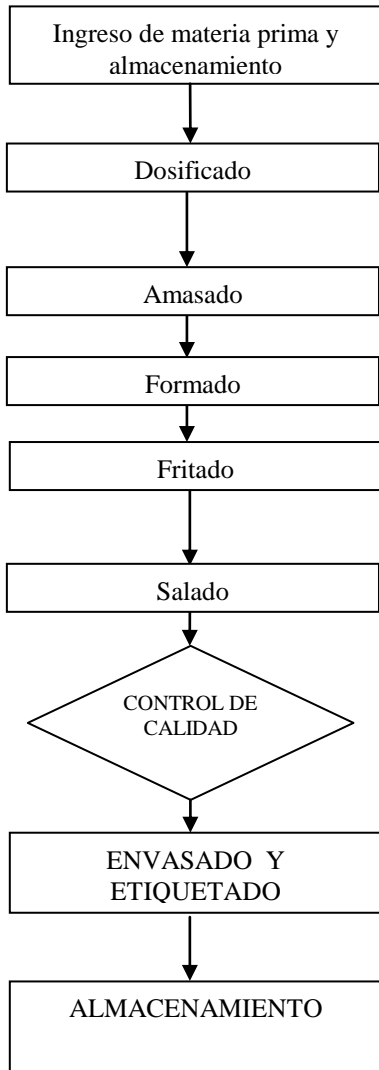 Ingreso de materia prima y
almacenamiento
Dosificado
Amasado
Formado
Fritado
Salado
CONTROL DE
CALIDAD
ENVASADO Y
ETIQUETADO
ALMACENAMIENTO